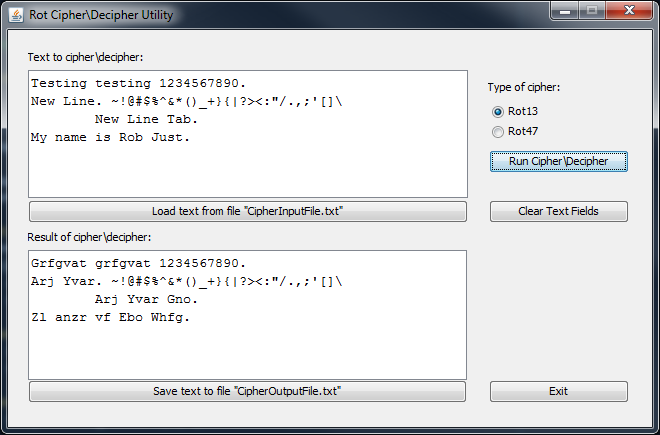 Rot Cipher\Decipher Utility
Text to cipher\decipher:
Testing testing 1234567890.
New Line. ~!@#$%^&*()_+}{|?><:"/.,;'[]\
New Line Tab.
My name is Rob Just.
Load text from file "CipherInputFile.txt"
Type of cipher:
Rot13
Rot47
Run Cipher\Decipher
Clear Text Fields
Result of cipher\decipher:
Grfgvat grfgvat 1234567890.
Arj Yvar. ~!@#$%^&*()_+}{|?><:"/.,;'[]\
Arj Yvar Gno.
Zl anzr vf Ebo Whfg.
Save text to file "CipherOutputFile.txt"
Exit